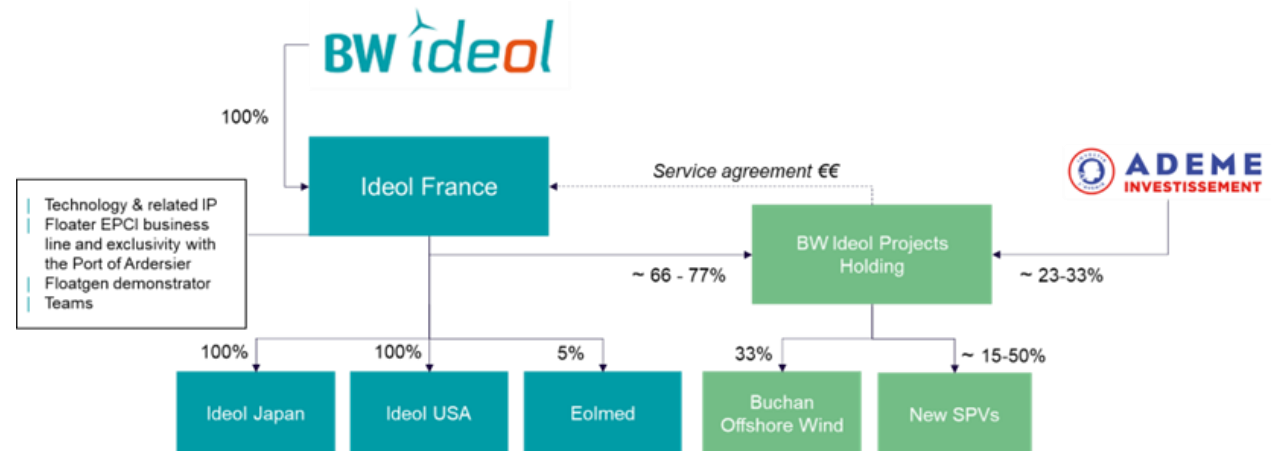 BW ideol
100%
Ideol France
Service agreement €€
ADEME
INVESTISSEMENT
Technology & related IP
Floater EPCI business
line and exclusivity with
the Port of Ardersier
Floatgen demonstrator
Teams
BW Ideol Projects
Holding
~ 66 - 77%
~ 23-33%
100%
100%
5%
33%
~ 15-50%
Ideol Japan
Ideol USA
Eolmed
Buchan
Offshore Wind
New SPVs